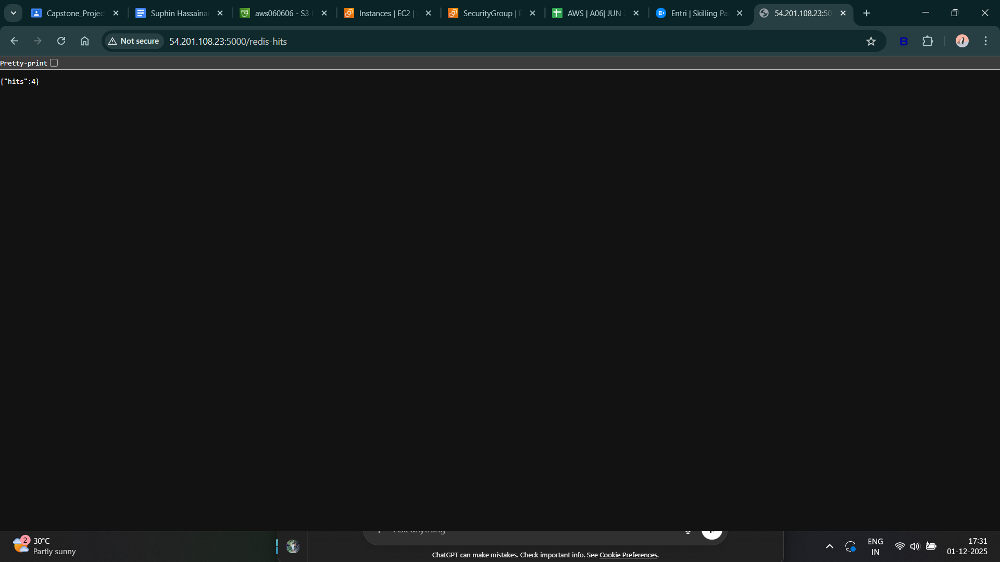 Capstone_Projec
Suphin Hassaina
aws060606 - S3
Instances | EC2 |
SecurityGroup |
AWS | A06| JUN
Entri | Skilling Pa
54.201.108.23:50
Not secure
54.201.108.23:5000/redis-hits
B
Pretty-print
{"hits":4}
2
30°C
Partly sunny
Ask anything
ChatGPT can make mistakes. Check important info. See Cookie Preferences.
ENG
IN
17:31
01-12-2025